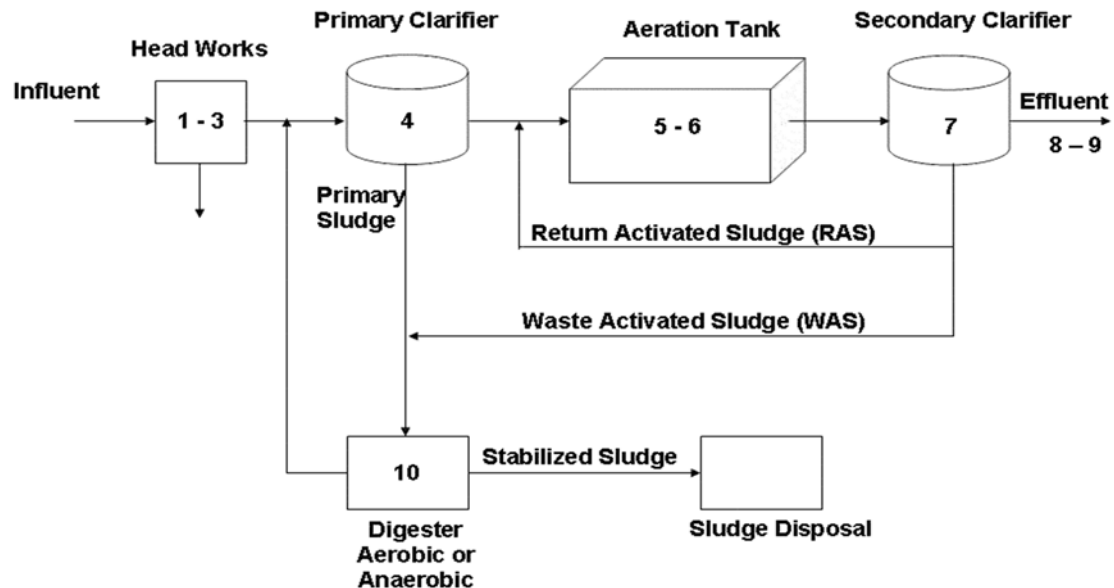 Primary Clarifier
Aeration Tank
Secondary Clarifier
Head Works
Influent
1 - 3
4
5 - 6
7
Effluent
8 – 9
Primary
Sludge
Return Activated Sludge (RAS)
Waste Activated Sludge (WAS)
10
Stabilized Sludge
Digester
Aerobic or
Anaerobic
Sludge Disposal